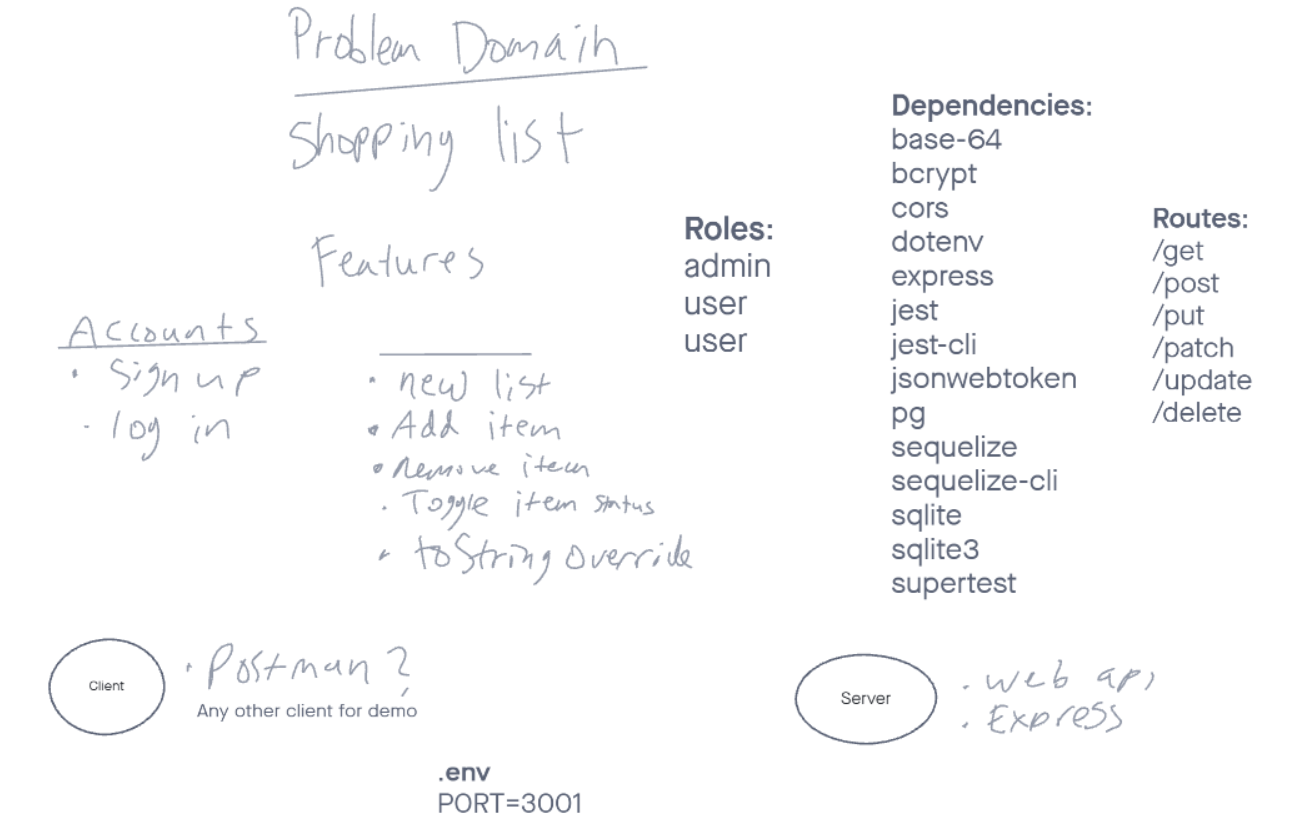 Problem Domain
Shopping list
Features
Accounts
• Sign up
• log in
• new list
• Add item
• Remove item
• Toggle item status
• toString override
Roles:
admin
user
user
Dependencies:
base-64
bcrypt
cors
dotenv
express
jest
jest-cli
jsonwebtoken
pg
sequelize
sequelize-cli
sqlite
sqlite3
supertest
Routes:
/get
/post
/put
/patch
/update
/delete
Client
• Postman?
Any other client for demo
Server
• web api
• Express
.env
PORT=3001